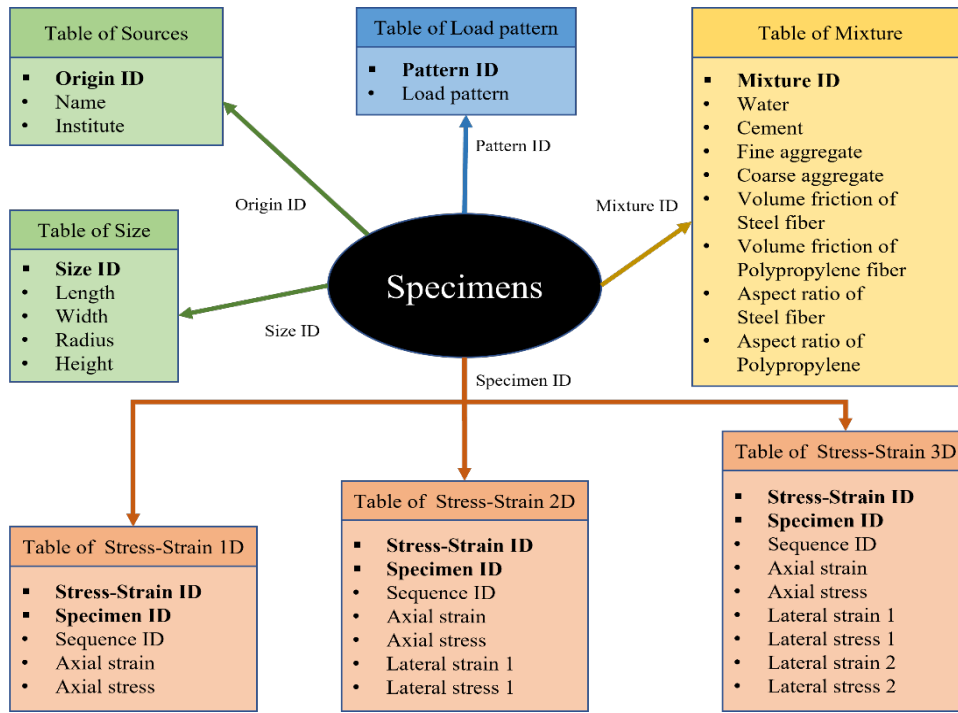 Table of Sources
▪ Origin ID
• Name
• Institute
Table of Load pattern
▪ Pattern ID
• Load pattern
Table of Mixture
▪ Mixture ID
• Water
• Cement
• Fine aggregate
• Coarse aggregate
• Volume friction of
Steel fiber
• Volume friction of
Polypropylene fiber
• Aspect ratio of
Steel fiber
• Aspect ratio of
Polypropylene
Pattern ID
Origin ID
Mixture ID
Table of Size
▪ Size ID
• Length
• Width
• Radius
• Height
Specimens
Size ID
Specimen ID
Table of Stress-Strain 1D
▪ Stress-Strain ID
▪ Specimen ID
• Sequence ID
• Axial strain
• Axial stress
Table of Stress-Strain 2D
▪ Stress-Strain ID
▪ Specimen ID
• Sequence ID
• Axial strain
• Axial stress
• Lateral strain 1
• Lateral stress 1
Table of Stress-Strain 3D
▪ Stress-Strain ID
▪ Specimen ID
• Sequence ID
• Axial strain
• Axial stress
• Lateral strain 1
• Lateral stress 1
• Lateral strain 2
• Lateral stress 2